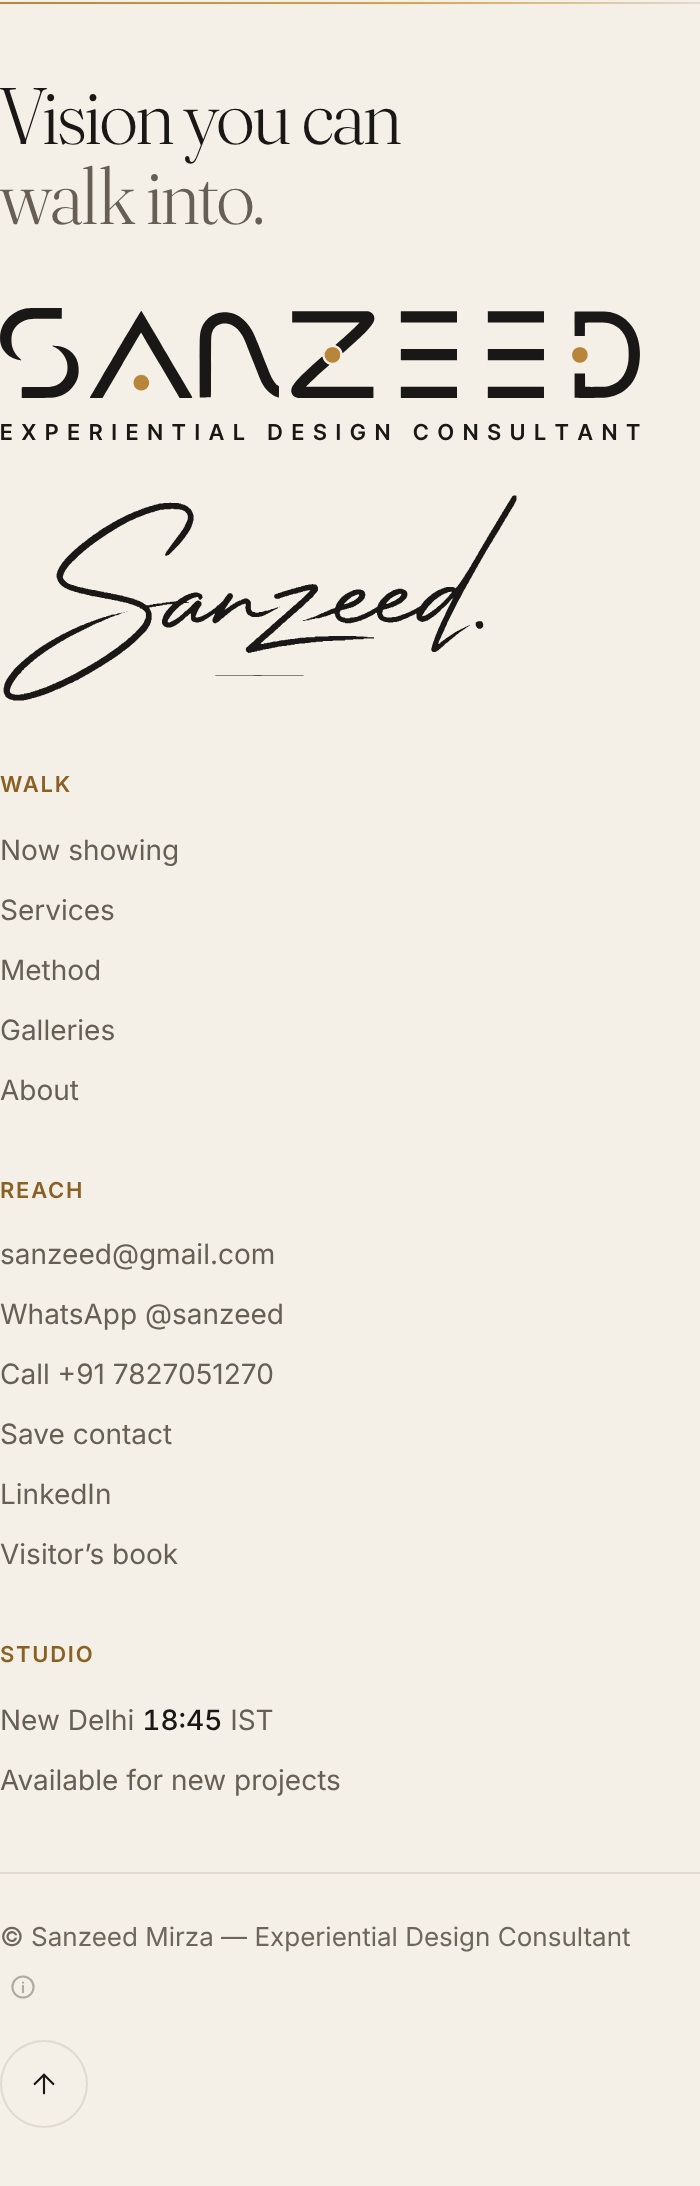 Vision you can
walk into.
SANZEED
EXPERIENTIAL DESIGN CONSULTANT
Sanzeed.
WALK
Now showing
Services
Method
Galleries
About
REACH
sanzeed@gmail.com
WhatsApp @sanzeed
Call +91 7827051270
Save contact
LinkedIn
Visitor’s book
STUDIO
New Delhi 18:45 IST
Available for new projects
© Sanzeed Mirza — Experiential Design Consultant